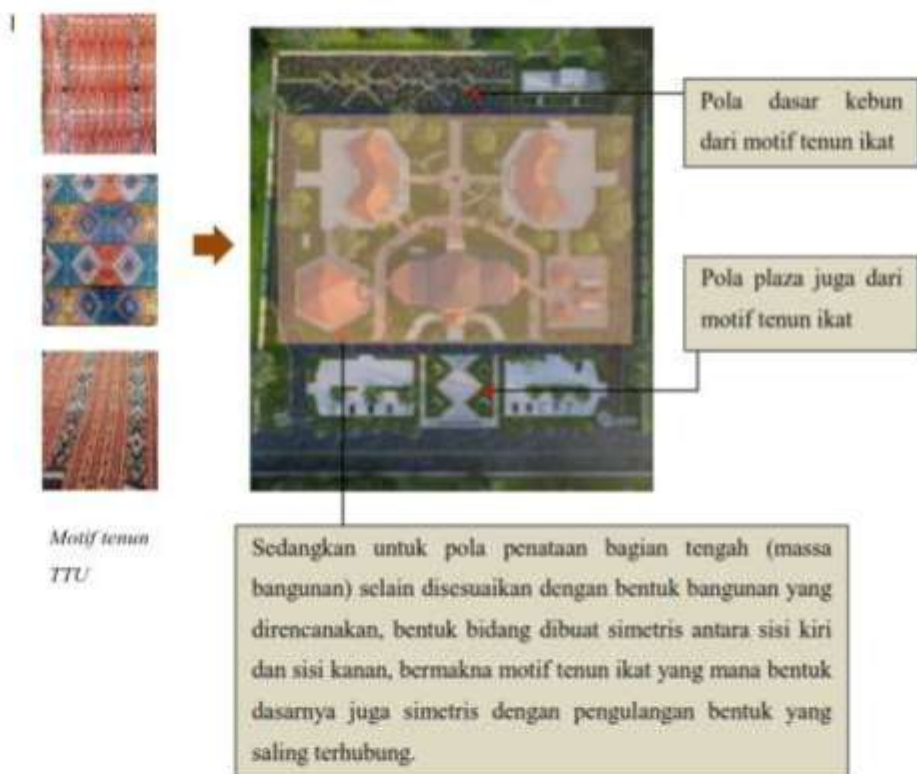 Pola dasar kebun
dari motif tenun ikat
Pola plaza juga dari
motif tenun ikat
Motif tenun
TTU
Sedangkan untuk pola penataan bagian tengah (massa
bangunan) selain disesuaikan dengan bentuk bangunan yang
direncanakan, bentuk bidang dibuat simetris antara sisi kiri
dan sisi kanan, bermakna motif tenun ikat yang mana bentuk
dasarnya juga simetris dengan pengulangan bentuk yang
saling terhubung.